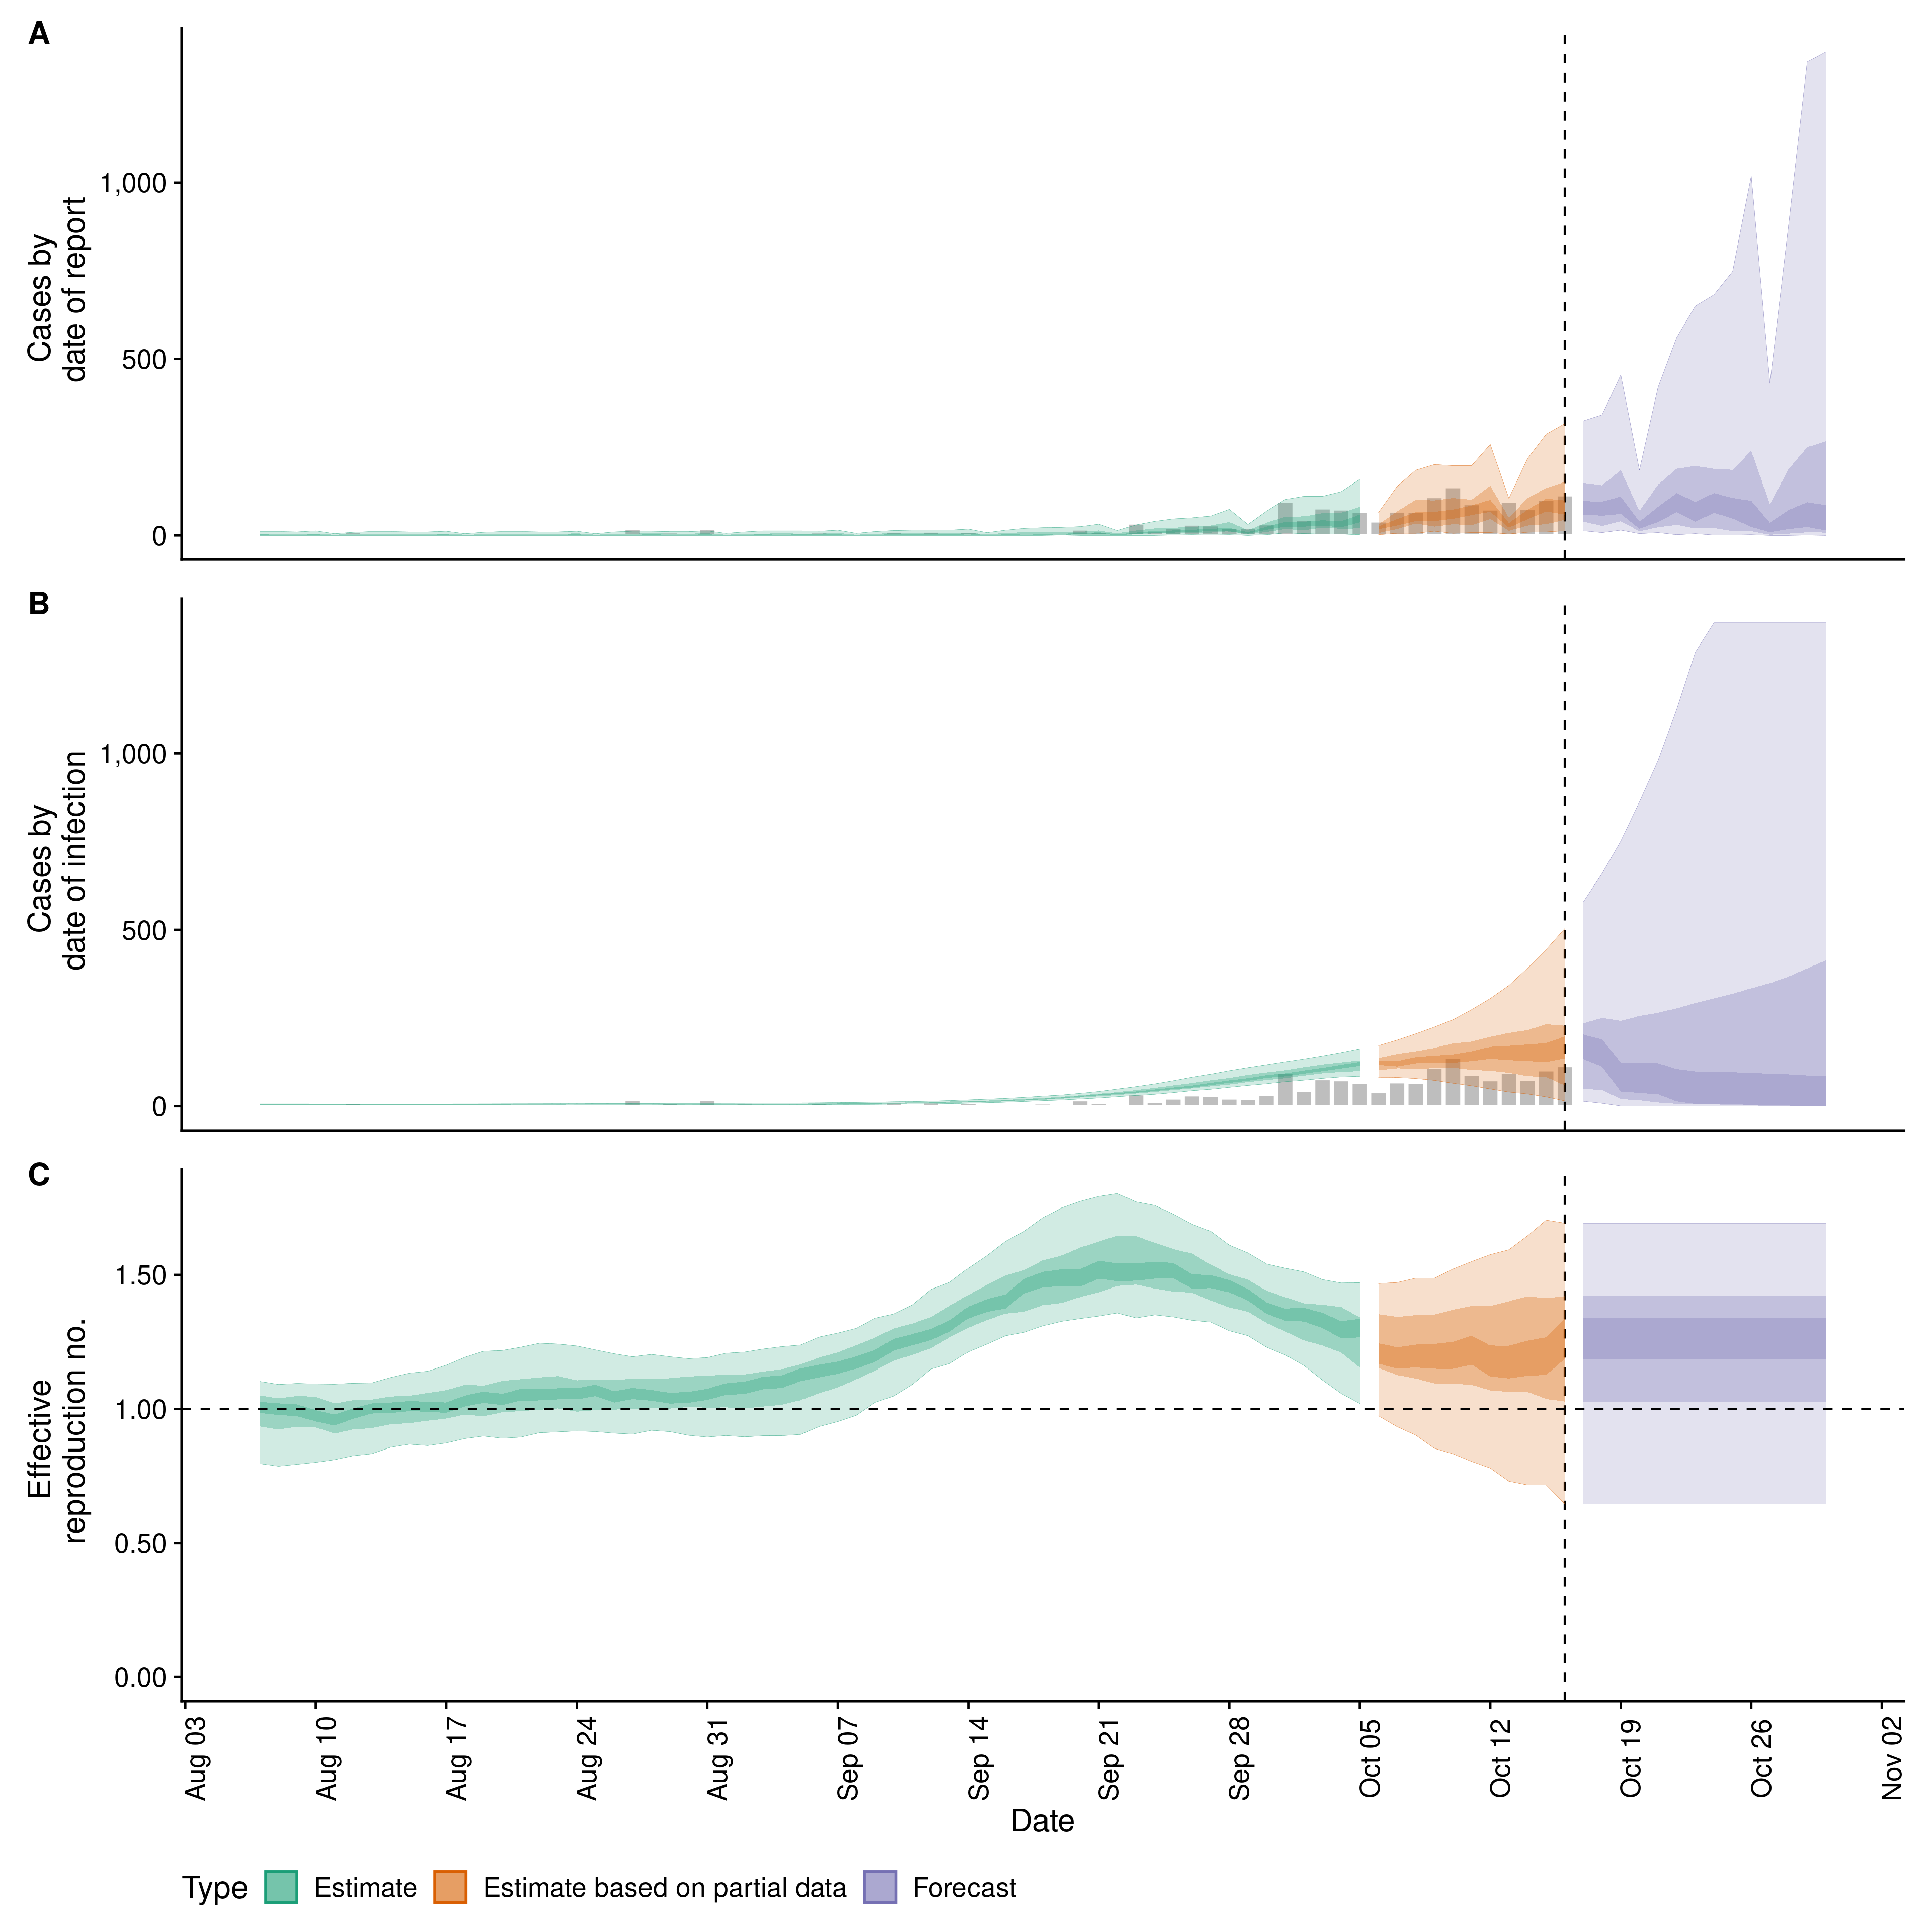 A
Cases by
date of report
1,000
500
0
B
Cases by
date of infection
1,000
500
0
C
Effective
reproduction no.
1.50
1.00
0.50
0.00
Aug 03
Aug 10
Aug 17
Aug 24
Aug 31
Sep 07
Sep 14
Sep 21
Sep 28
Oct 05
Oct 12
Oct 19
Oct 26
Nov 02
Date
Type Estimate Estimate based on partial data Forecast